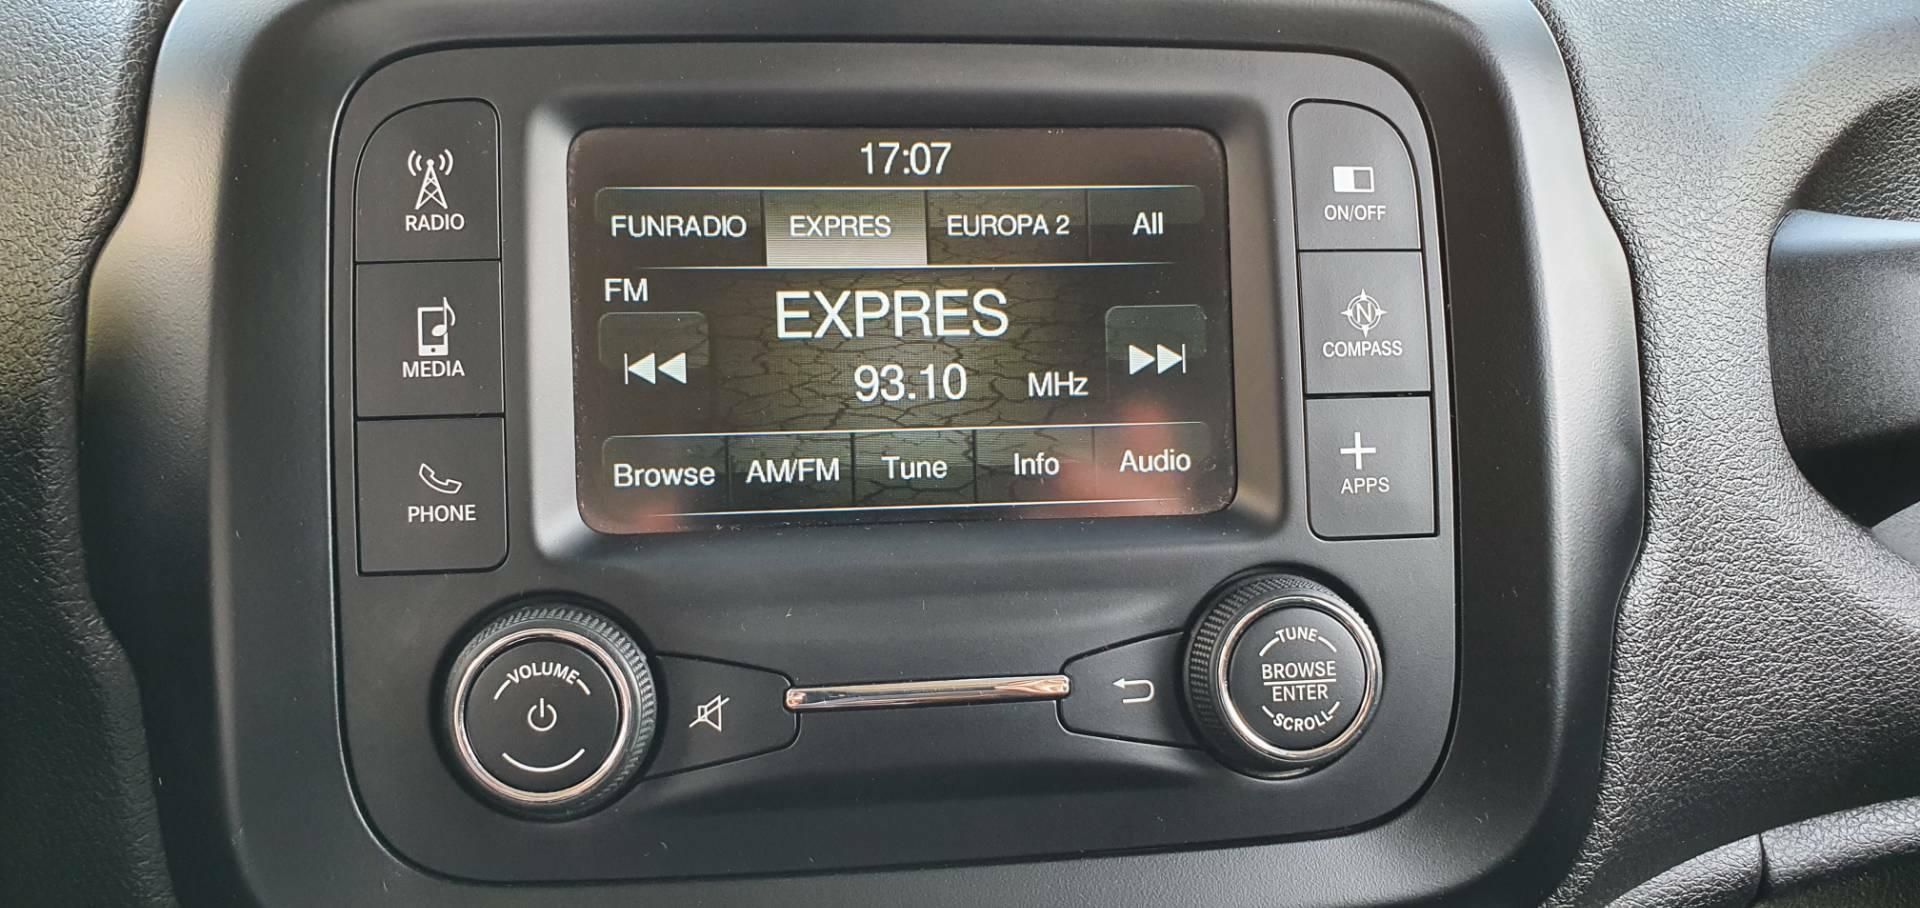 17:07
FUNRADIO EXPRES EUROPA 2 All
FM
EXPRES
93.10 MHz
Browse AM/FM Tune Info Audio
RADIO
MEDIA
PHONE
ON/OFF
N
COMPASS
APPS
VOLUME
TUNE
BROWSE
ENTER
SCROLL